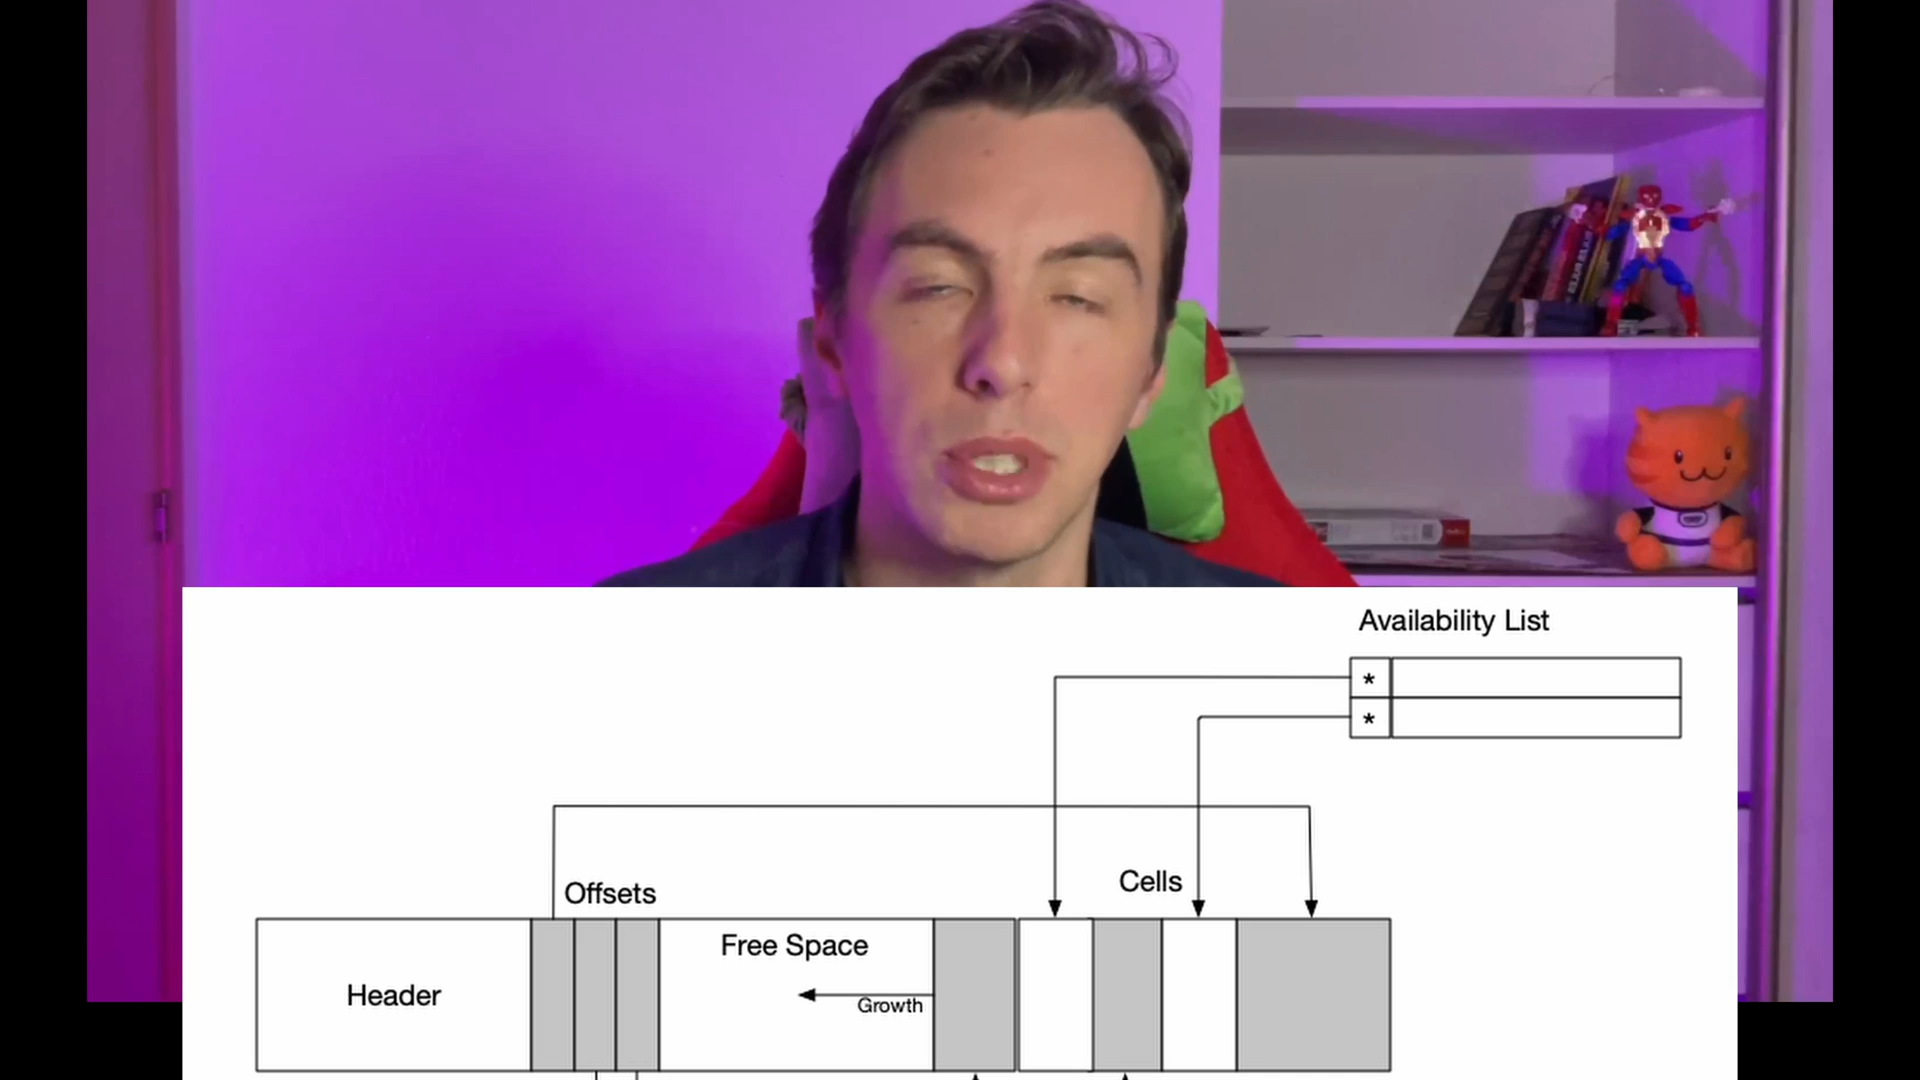 Availability List
*
*
Offsets
Cells
Free Space
Growth
Header